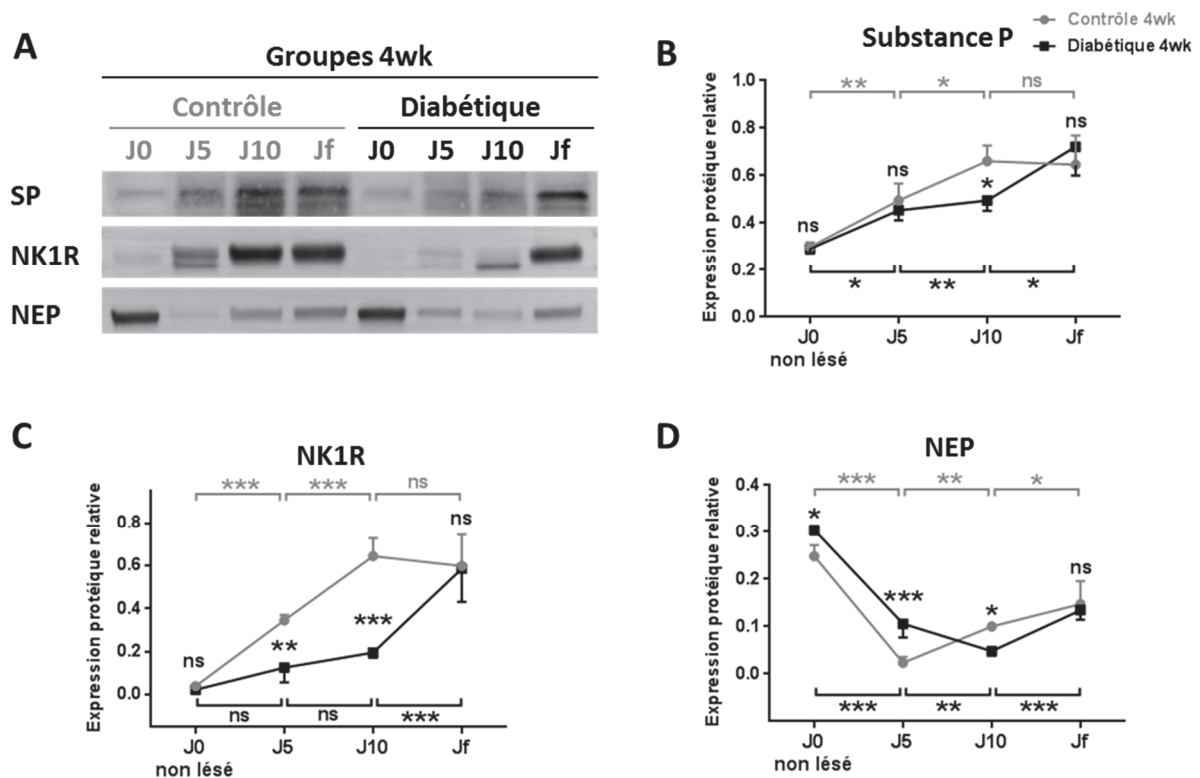 A
Groupes 4wk
Contrôle Diabétique
J0 J5 J10 Jf J0 J5 J10 Jf
SP
NK1R
NEP
B
Substance P
Contrôle 4wk
Diabétique 4wk
Expression protéique relative
1.0
0.8
0.6
0.4
0.2
0.0
** * ns
ns
ns
*
ns
* ** *
J0 J5 J10 Jf
non lésé
C
NK1R
Expression protéique relative
0.8
0.6
0.4
0.2
0.0
*** *** ns
ns
**
***
ns
ns ns ***
J0 J5 J10 Jf
non lésé
D
NEP
Expression protéique relative
0.4
0.3
0.2
0.1
0.0
*** ** *
*
***
*
ns
*** ** ***
J0 J5 J10 Jf
non lésé